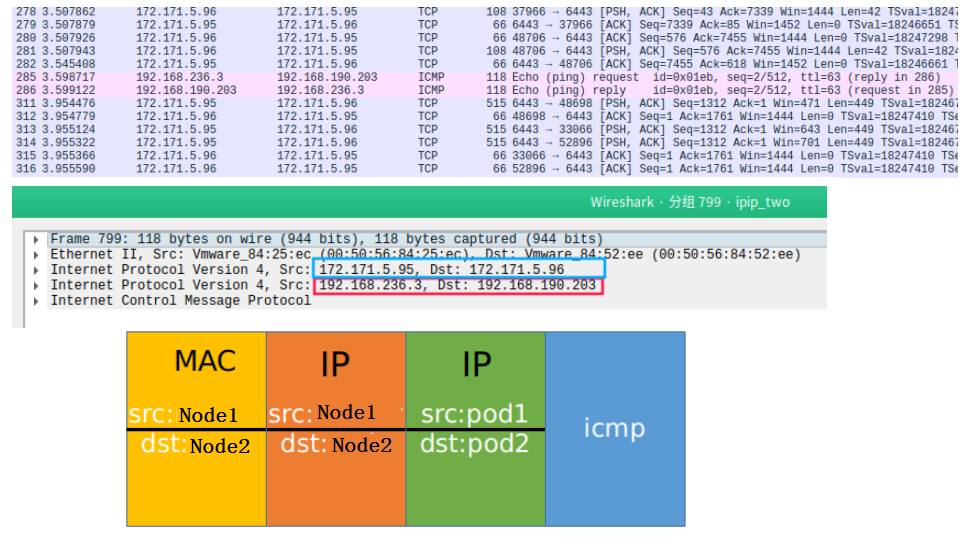 278 3.507862 172.171.5.96 172.171.5.95 TCP 108 37966 → 6443 [PSH, ACK] Seq=43 Ack=7339 Win=1444 Len=42 TSval=1824
279 3.507879 172.171.5.95 172.171.5.96 TCP 66 6443 → 37966 [ACK] Seq=7339 Ack=85 Win=1452 Len=0 TSval=18246651 T
280 3.507926 172.171.5.96 172.171.5.95 TCP 66 48706 → 6443 [ACK] Seq=576 Ack=7455 Win=1444 Len=0 TSval=18247298 T
281 3.507943 172.171.5.96 172.171.5.95 TCP 108 48706 → 6443 [PSH, ACK] Seq=576 Ack=7455 Win=1444 Len=42 TSval=1824
282 3.545408 172.171.5.95 172.171.5.96 TCP 66 6443 → 48706 [ACK] Seq=7455 Ack=618 Win=1452 Len=0 TSval=18246661 T
285 3.598717 192.168.236.3 192.168.190.203 ICMP 118 Echo (ping) request id=0x01eb, seq=2/512, ttl=63 (reply in 286)
286 3.599122 192.168.190.203 192.168.236.3 ICMP 118 Echo (ping) reply id=0x01eb, seq=2/512, ttl=63 (request in 285)
311 3.954476 172.171.5.95 172.171.5.96 TCP 515 6443 → 48698 [PSH, ACK] Seq=1312 Ack=1 Win=471 Len=449 TSval=182467
312 3.954779 172.171.5.96 172.171.5.95 TCP 66 48698 → 6443 [ACK] Seq=1 Ack=1761 Win=1444 Len=0 TSval=18247410 TSe
313 3.955124 172.171.5.95 172.171.5.96 TCP 515 6443 → 33066 [PSH, ACK] Seq=1312 Ack=1 Win=643 Len=449 TSval=182467
314 3.955322 172.171.5.95 172.171.5.96 TCP 515 6443 → 52896 [PSH, ACK] Seq=1312 Ack=1 Win=701 Len=449 TSval=182467
315 3.955366 172.171.5.96 172.171.5.95 TCP 66 33066 → 6443 [ACK] Seq=1 Ack=1761 Win=1444 Len=0 TSval=18247410 TSe
316 3.955590 172.171.5.96 172.171.5.95 TCP 66 52896 → 6443 [ACK] Seq=1 Ack=1761 Win=1444 Len=0 TSval=18247410 TSe
Wireshark · 分组 799 · ipip_two
Frame 799: 118 bytes on wire (944 bits), 118 bytes captured (944 bits)
Ethernet II, Src: Vmware_84:25:ec (00:50:56:84:25:ec), Dst: Vmware_84:52:ee (00:50:56:84:52:ee)
Internet Protocol Version 4, Src: 172.171.5.95, Dst: 172.171.5.96
Internet Protocol Version 4, Src: 192.168.236.3, Dst: 192.168.190.203
Internet Control Message Protocol
MAC
src: Node1
dst: Node2
IP
src: Node1
dst: Node2
IP
src:pod1
dst:pod2
icmp